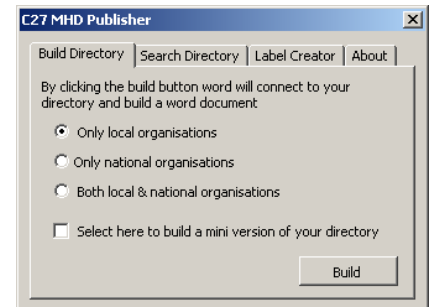 C27 MHD Publisher
Build Directory Search Directory Label Creator About
By clicking the build button word will connect to your
directory and build a word document
Only local organisations
Only national organisations
Both local & national organisations
Select here to build a mini version of your directory
Build